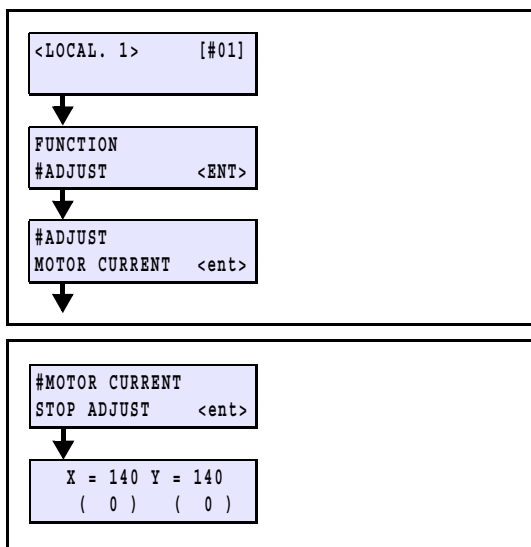 <LOCAL. 1> [#01]
FUNCTION
#ADJUST <ENT>
#ADJUST
MOTOR CURRENT <ent>
#MOTOR CURRENT
STOP ADJUST <ent>
X = 140 Y = 140
( 0 ) ( 0 )